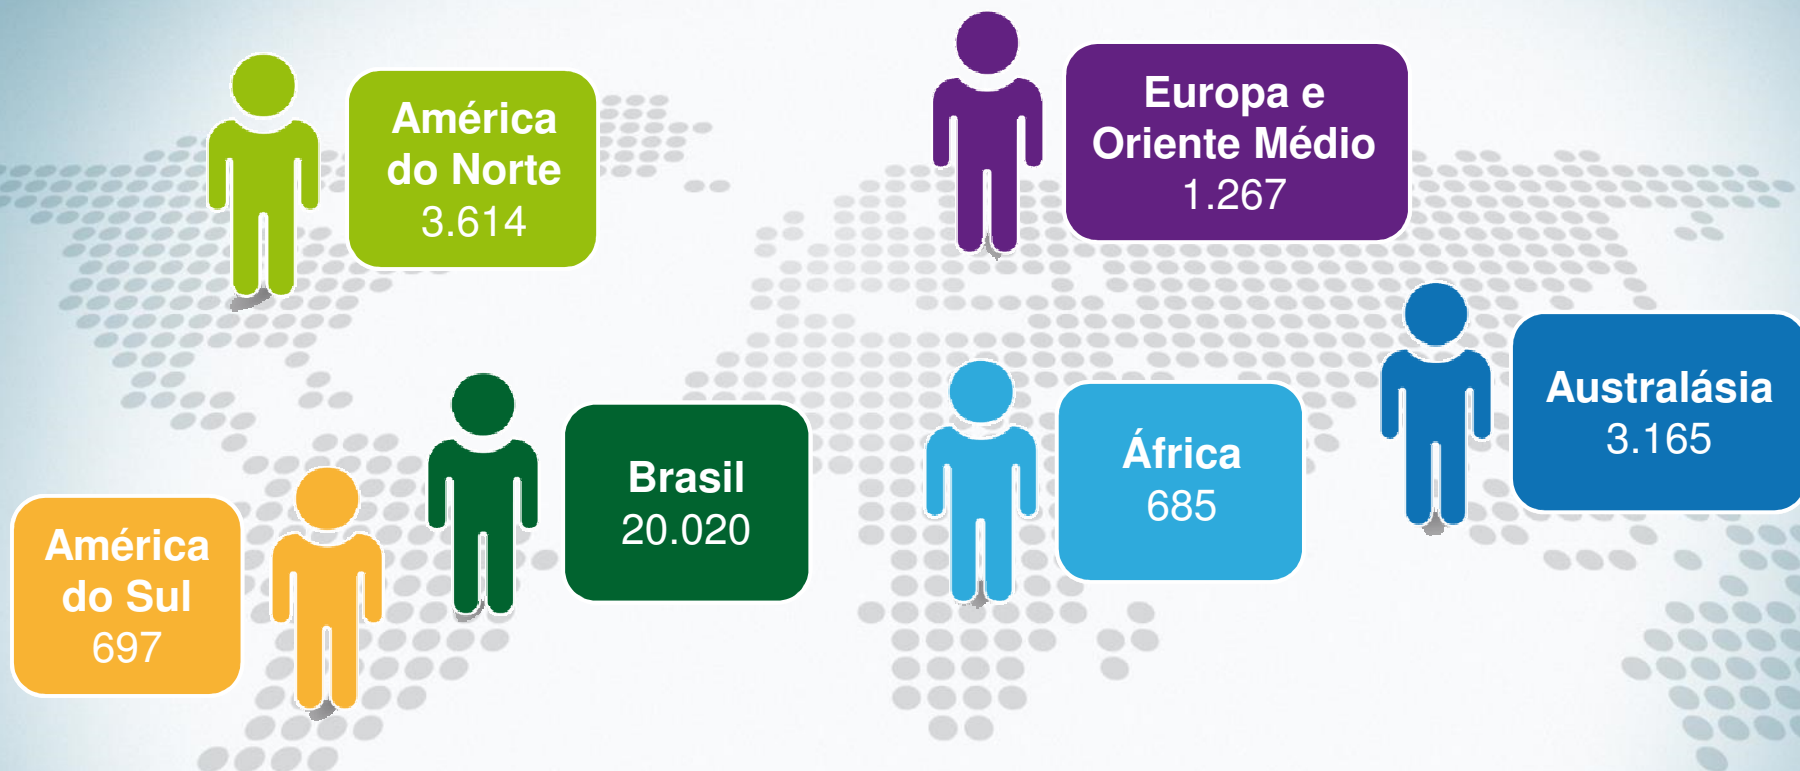 América
do Norte
3.614
Europa e
Oriente Médio
1.267
Australásia
3.165
Brasil
20.020
África
685
América
do Sul
697